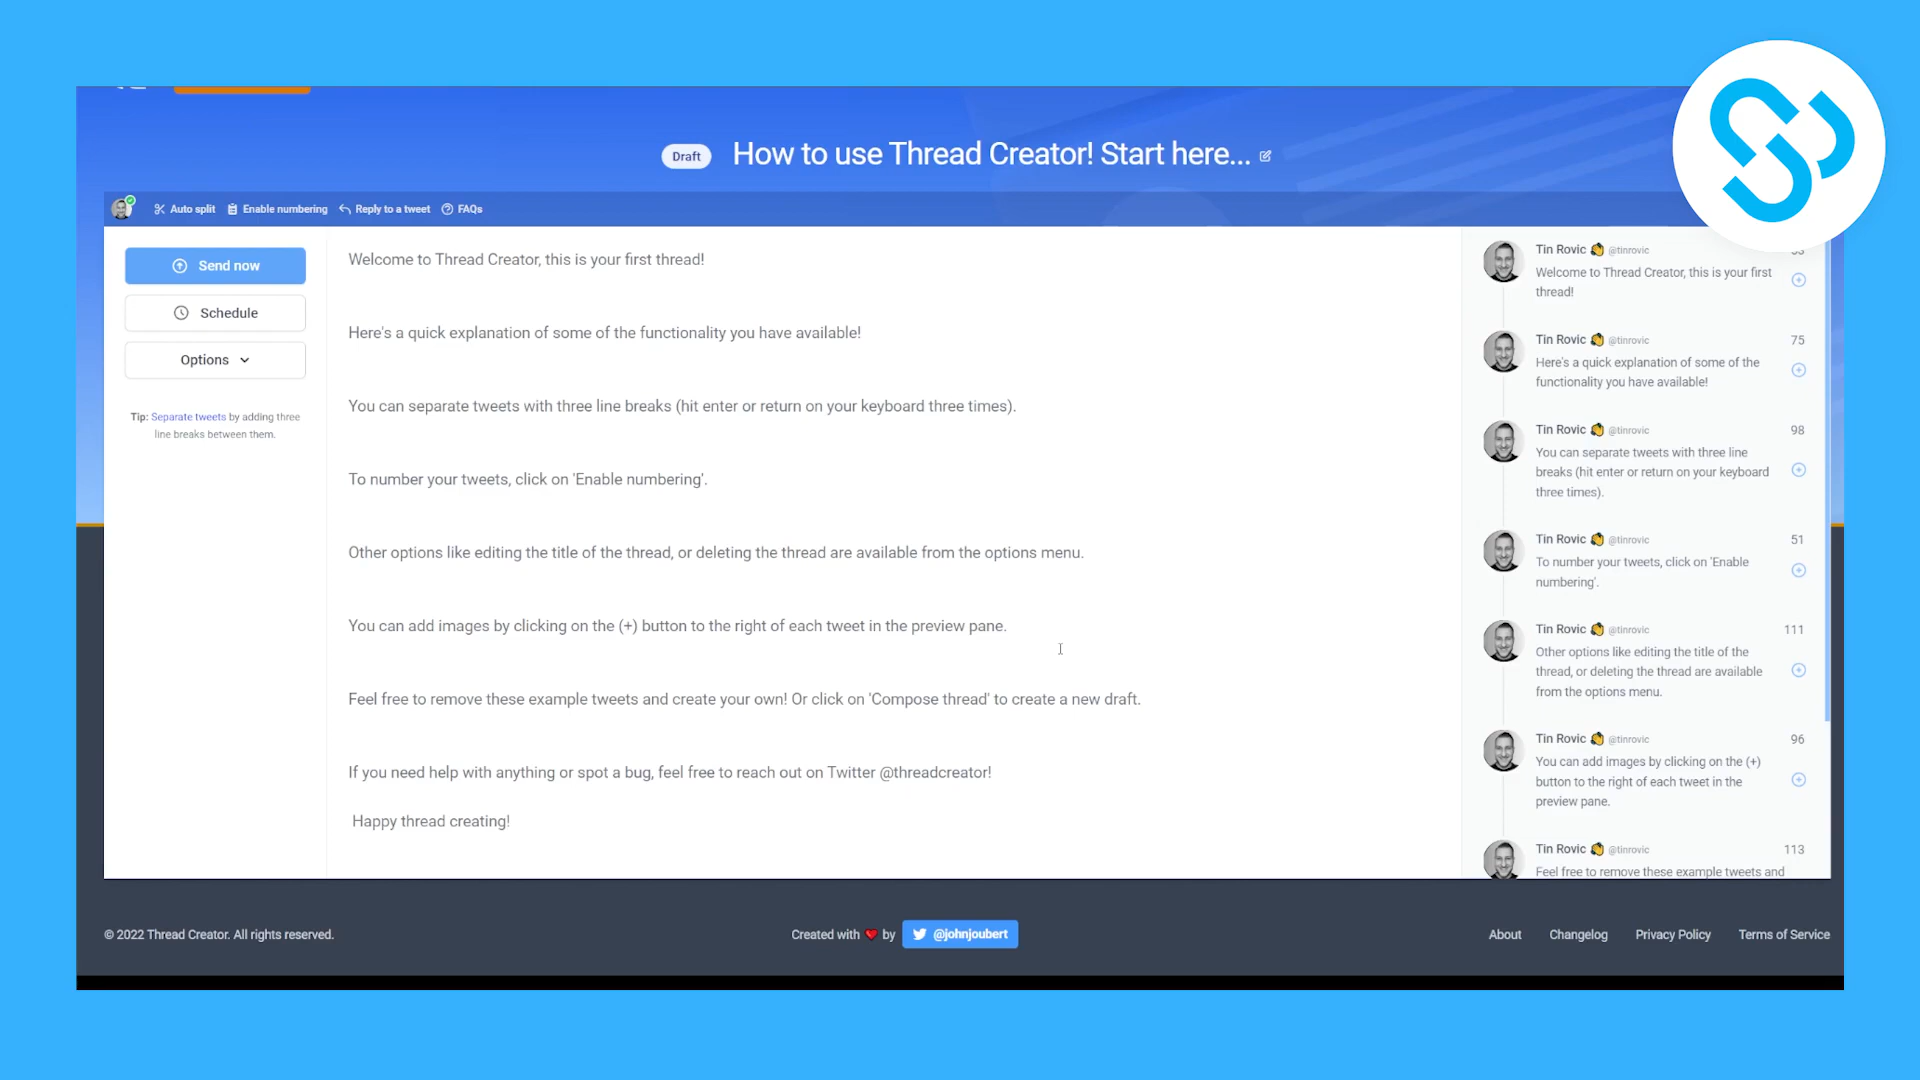 Draft How to use Thread Creator! Start here...
Auto split Enable numbering Reply to a tweet FAQs
Send now
Schedule
Options
Tip: Separate tweets by adding three
line breaks between them.
Welcome to Thread Creator, this is your first thread!
Here's a quick explanation of some of the functionality you have available!
You can separate tweets with three line breaks (hit enter or return on your keyboard three times).
To number your tweets, click on 'Enable numbering'.
Other options like editing the title of the thread, or deleting the thread are available from the options menu.
You can add images by clicking on the (+) button to the right of each tweet in the preview pane.
Feel free to remove these example tweets and create your own! Or click on 'Compose thread' to create a new draft.
If you need help with anything or spot a bug, feel free to reach out on Twitter @threadcreator!
Happy thread creating!
Tin Rovic @tinrovic
Welcome to Thread Creator, this is your first
thread!
Tin Rovic @tinrovic 75
Here's a quick explanation of some of the
functionality you have available!
Tin Rovic @tinrovic 98
You can separate tweets with three line
breaks (hit enter or return on your keyboard
three times).
Tin Rovic @tinrovic 51
To number your tweets, click on 'Enable
numbering'.
Tin Rovic @tinrovic 111
Other options like editing the title of the
thread, or deleting the thread are available
from the options menu.
Tin Rovic @tinrovic 96
You can add images by clicking on the (+)
button to the right of each tweet in the
preview pane.
Tin Rovic @tinrovic 113
Feel free to remove these example tweets and
© 2022 Thread Creator. All rights reserved.
Created with ❤️ by @johnjoubert
About Changelog Privacy Policy Terms of Service